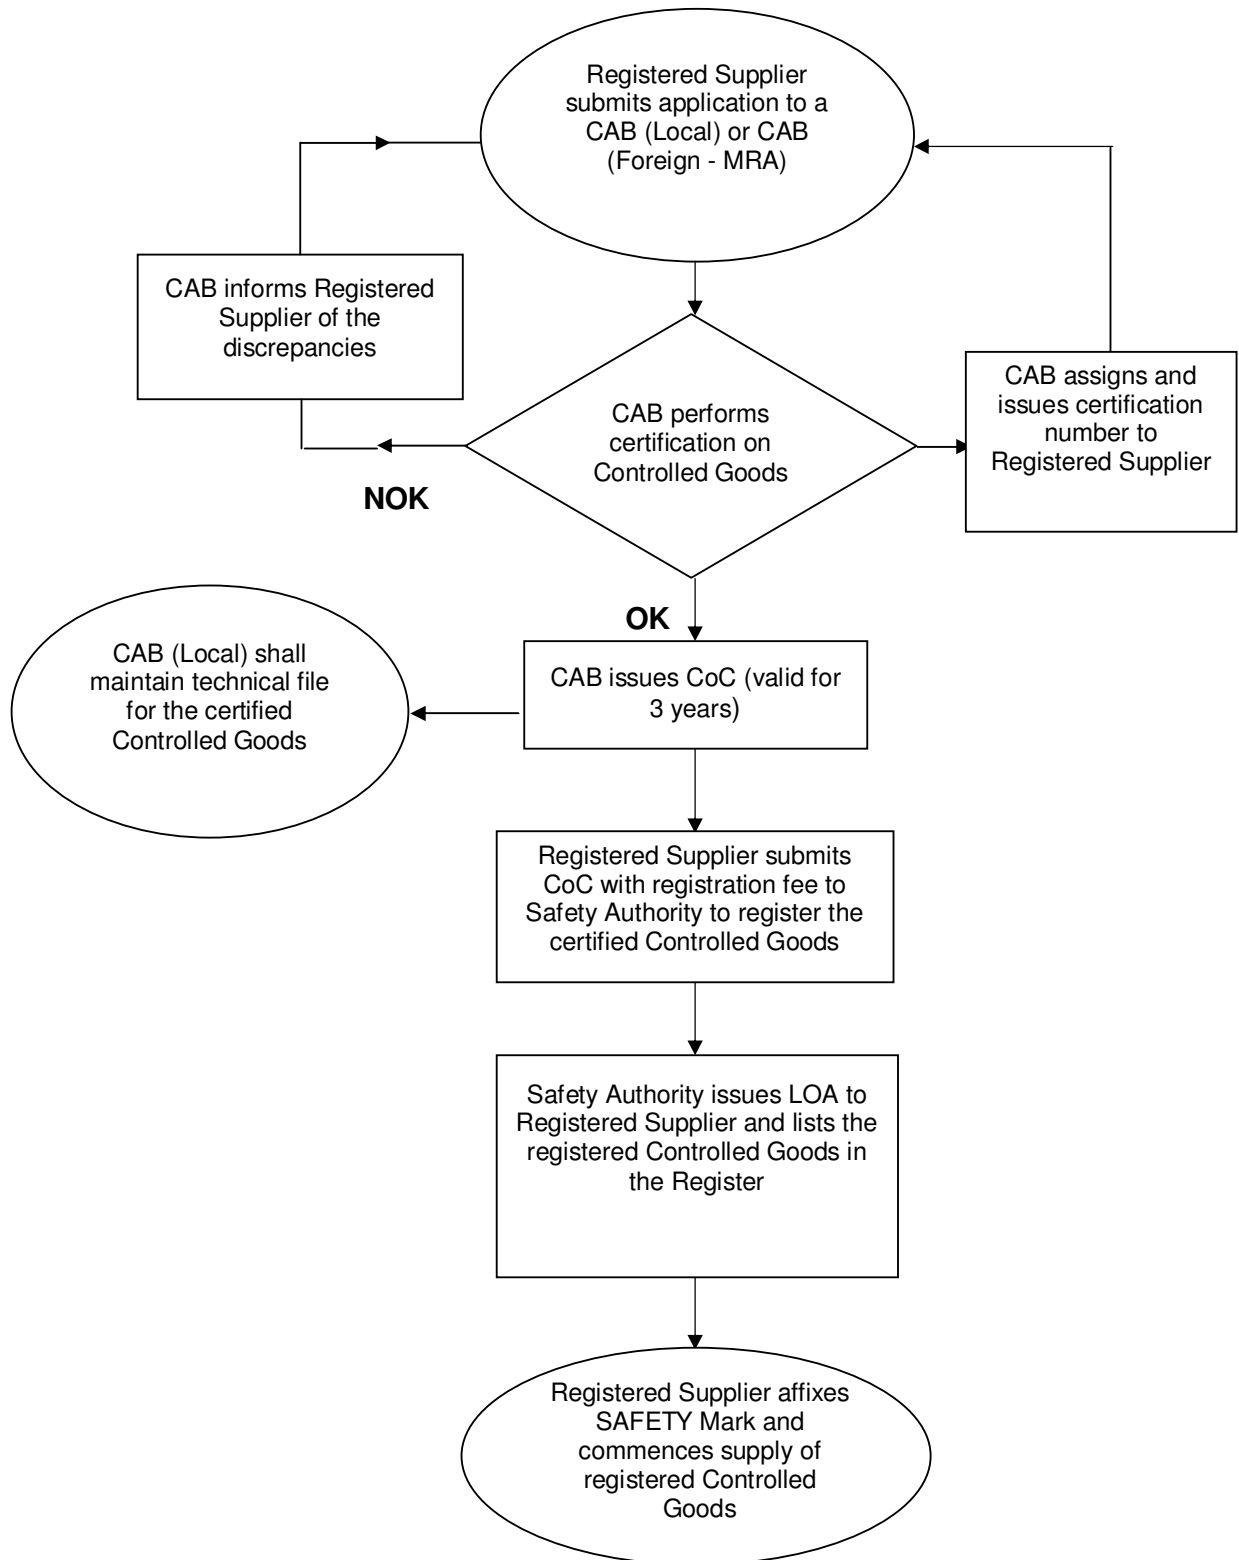 Registered Supplier
submits application to a
CAB (Local) or CAB
(Foreign - MRA)
CAB informs Registered
Supplier of the
discrepancies
CAB performs
certification on
Controlled Goods
CAB assigns and
issues certification
number to
Registered Supplier
NOK
OK
CAB (Local) shall
maintain technical file
for the certified
Controlled Goods
CAB issues CoC (valid for
3 years)
Registered Supplier submits
CoC with registration fee to
Safety Authority to register the
certified Controlled Goods
Safety Authority issues LOA to
Registered Supplier and lists the
registered Controlled Goods in
the Register
Registered Supplier affixes
SAFETY Mark and
commences supply of
registered Controlled
Goods